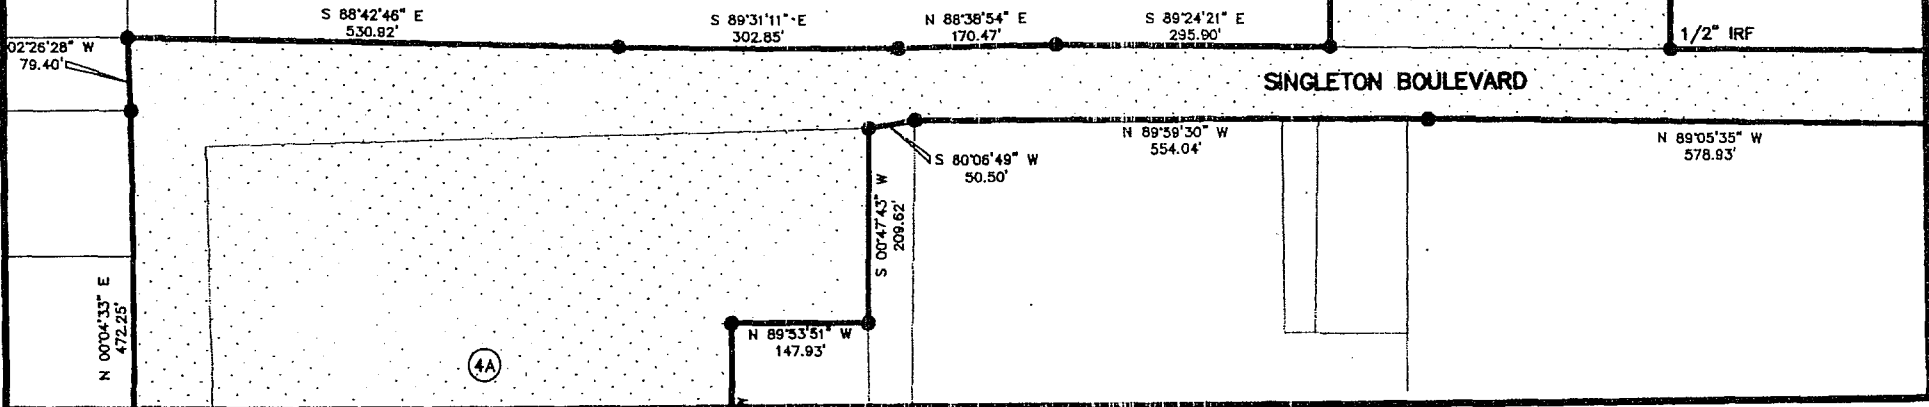 S 88°42'46" E
530.92'
S 89°31'11" E
302.85'
N 88°38'54" E
170.47'
S 89°24'21" E
295.90'
1/2" IRF
02°26'28" W
79.40'
SINGLETON BOULEVARD
N 89°59'30" W
554.04'
N 89°05'35" W
578.93'
S 80°06'49" W
50.50'
S 00°47'43" W
209.62'
N 00°04'33" E
472.25'
N 89°53'51" W
147.93'
4A
W